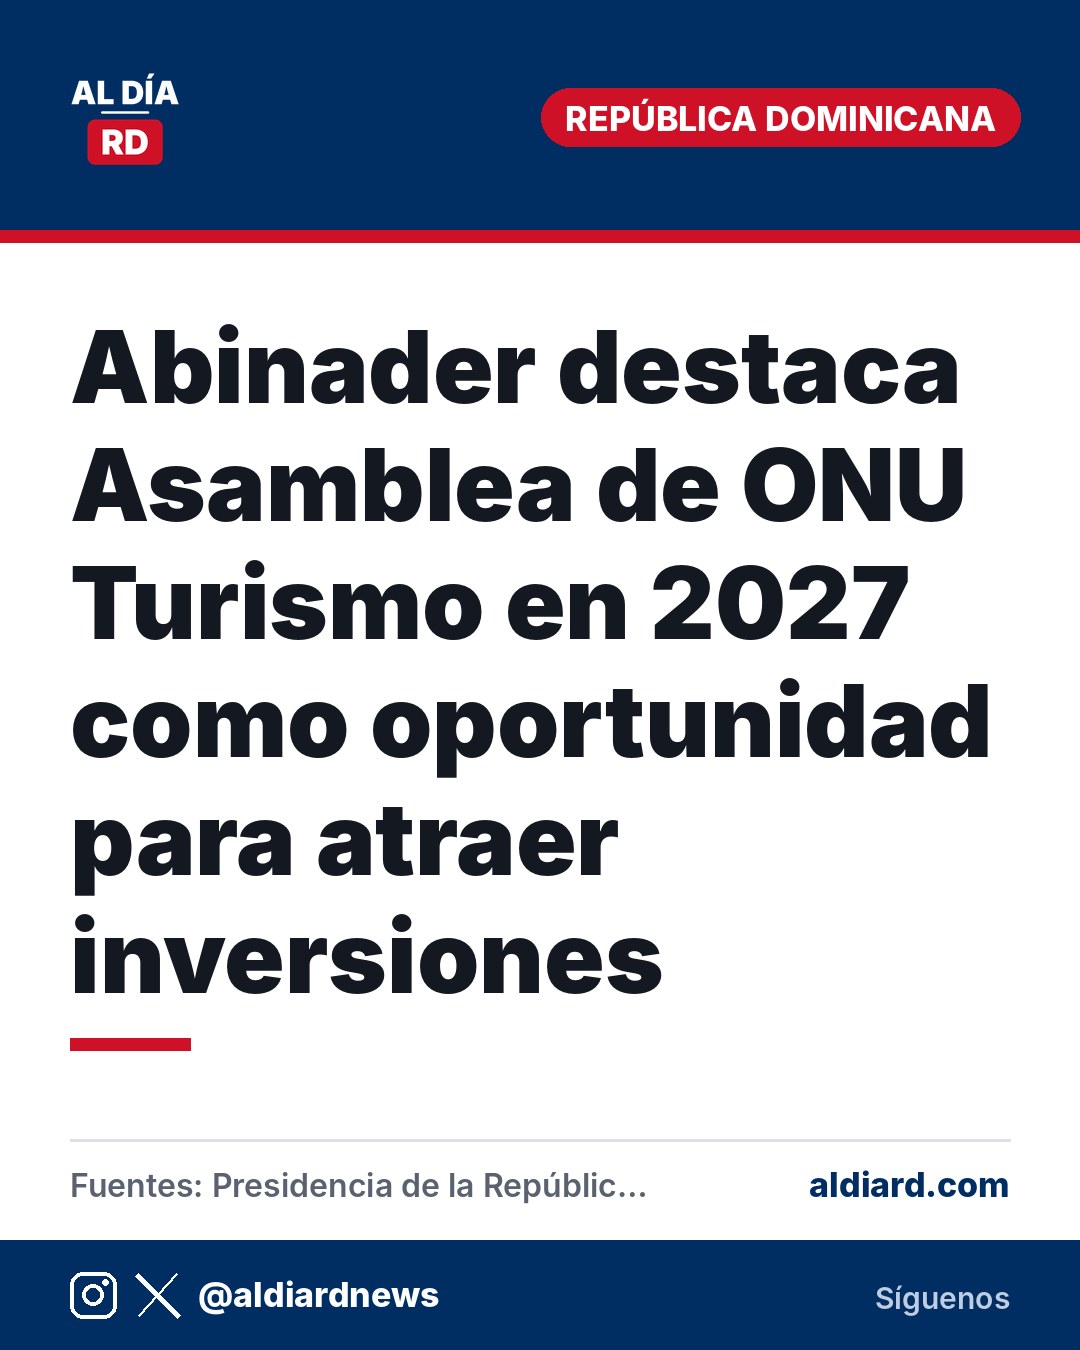 AL DÍA
RD
REPÚBLICA DOMINICANA
Abinader destaca
Asamblea de ONU
Turismo en 2027
como oportunidad
para atraer
inversiones
Fuentes: Presidencia de la Repúblic...
aldiard.com
@aldiardnews
Síguenos